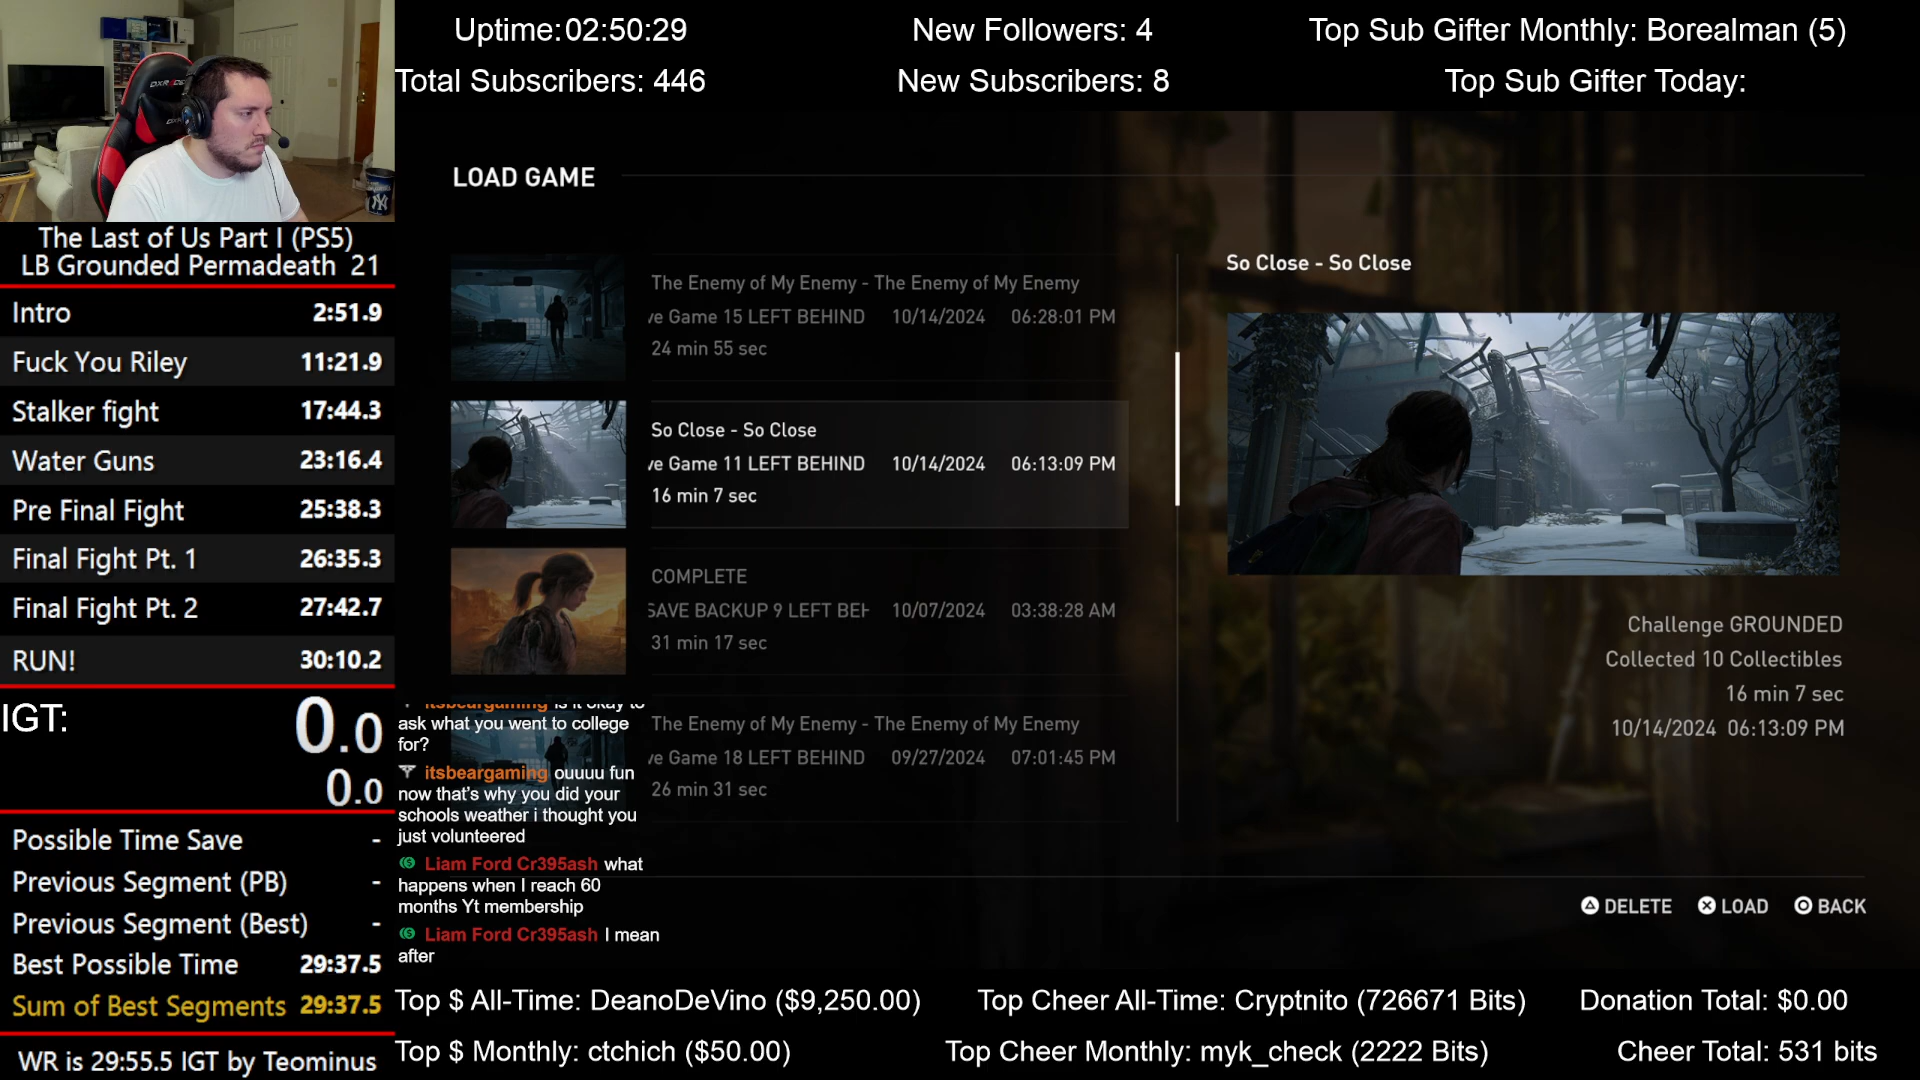 Uptime: 02:50:29
New Followers: 4
Top Sub Gifter Monthly: Borealman (5)
Total Subscribers: 446
New Subscribers: 8
Top Sub Gifter Today:
The Last of Us Part I (PS5)
LB Grounded Permadeath 21
Intro 2:51.9
Fuck You Riley 11:21.9
Stalker fight 17:44.3
Water Guns 23:16.4
Pre Final Fight 25:38.3
Final Fight Pt. 1 26:35.3
Final Fight Pt. 2 27:42.7
RUN! 30:10.2
IGT: 0.0
0.0
Possible Time Save -
Previous Segment (PB) -
Previous Segment (Best) -
Best Possible Time 29:37.5
Sum of Best Segments 29:37.5
WR is 29:55.5 IGT by Teominus
LOAD GAME
The Enemy of My Enemy - The Enemy of My Enemy
ve Game 15 LEFT BEHIND 10/14/2024 06:28:01 PM
24 min 55 sec
So Close - So Close
ve Game 11 LEFT BEHIND 10/14/2024 06:13:09 PM
16 min 7 sec
COMPLETE
SAVE BACKUP 9 LEFT BEH 10/07/2024 03:38:28 AM
31 min 17 sec
The Enemy of My Enemy - The Enemy of My Enemy
ve Game 18 LEFT BEHIND 09/27/2024 07:01:45 PM
26 min 31 sec
So Close - So Close
Challenge GROUNDED
Collected 10 Collectibles
16 min 7 sec
10/14/2024 06:13:09 PM
DELETE LOAD BACK
itsbeargaming is it okay to
ask what you went to college
for?
itsbeargaming ouuuu fun
now that's why you did your
schools weather i thought you
just volunteered
Liam Ford Cr395ash what
happens when I reach 60
months Yt membership
Liam Ford Cr395ash I mean
after
Top $ All-Time: DeanoDeVino ($9,250.00)
Top Cheer All-Time: Cryptnito (726671 Bits)
Donation Total: $0.00
Top $ Monthly: ctchich ($50.00)
Top Cheer Monthly: myk_check (2222 Bits)
Cheer Total: 531 bits